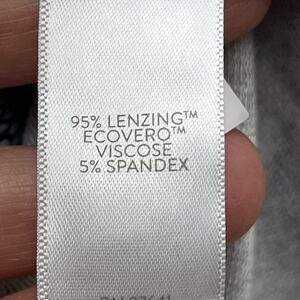 95% LENZING™
ECOVERO™
VISCOSE
5% SPANDEX